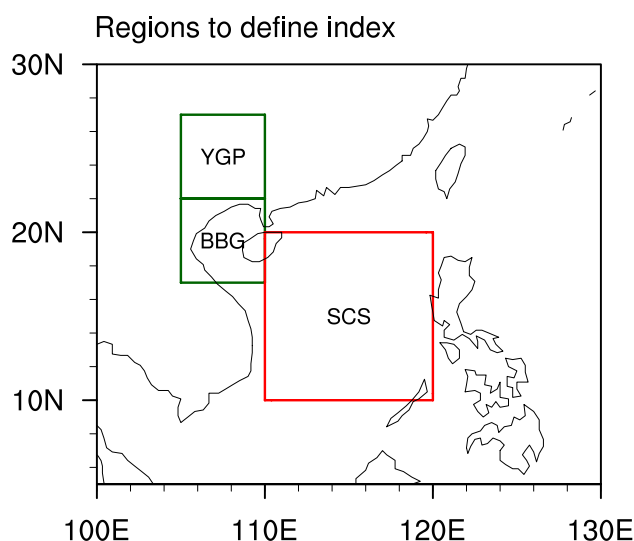 Regions to define index
30N
YGP
20N
BBG
SCS
10N
100E 110E 120E 130E